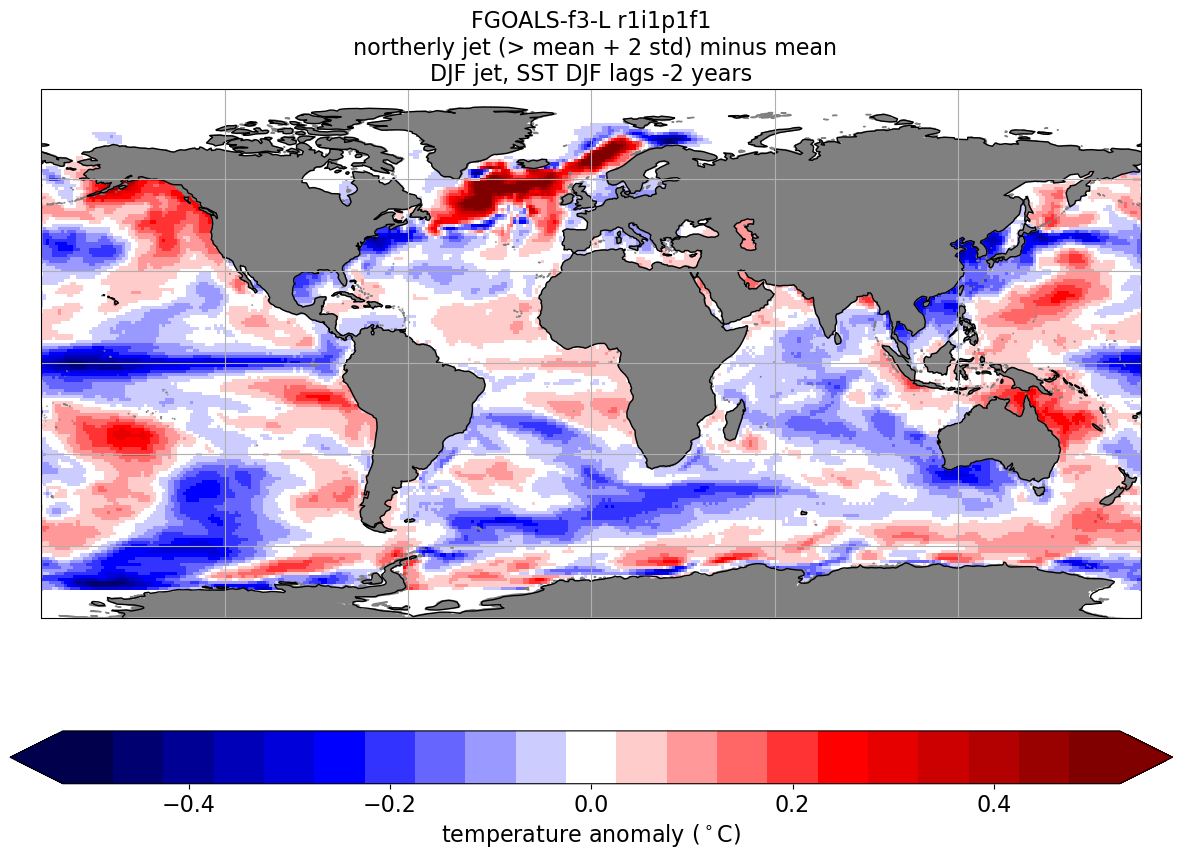 FGOALS-f3-L r1i1p1f1
northerly jet (> mean + 2 std) minus mean
DJF jet, SST DJF lags -2 years
−0.4 −0.2 0.0 0.2 0.4
temperature anomaly (°C)